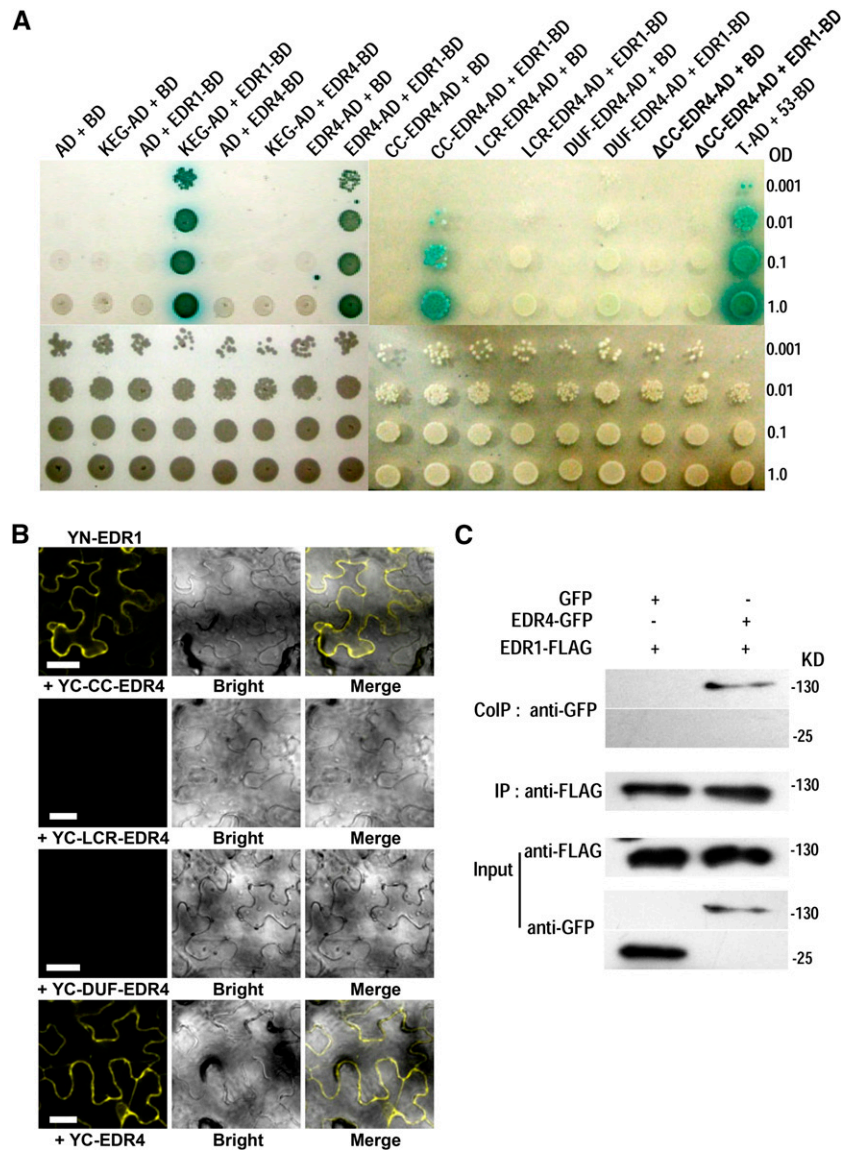 A
AD + BD
KEG-AD + BD
AD + EDR1-BD
KEG-AD + EDR1-BD
AD + EDR4-BD
KEG-AD + EDR4-BD
EDR4-AD + BD
EDR4-AD + EDR1-BD
CC-EDR4-AD + BD
CC-EDR4-AD + EDR1-BD
LCR-EDR4-AD + BD
LCR-EDR4-AD + EDR1-BD
DUF-EDR4-AD + BD
DUF-EDR4-AD + EDR1-BD
ΔCC-EDR4-AD + BD
ΔCC-EDR4-AD + EDR1-BD
T-AD + 53-BD
OD
0.001
0.01
0.1
1.0
0.001
0.01
0.1
1.0
B
YN-EDR1
+ YC-CC-EDR4 Bright Merge
+ YC-LCR-EDR4 Bright Merge
+ YC-DUF-EDR4 Bright Merge
+ YC-EDR4 Bright Merge
C
GFP + -
EDR4-GFP - +
EDR1-FLAG + +
KD
CoIP : anti-GFP
-130
-25
IP : anti-FLAG
-130
Input
anti-FLAG
-130
anti-GFP
-130
-25